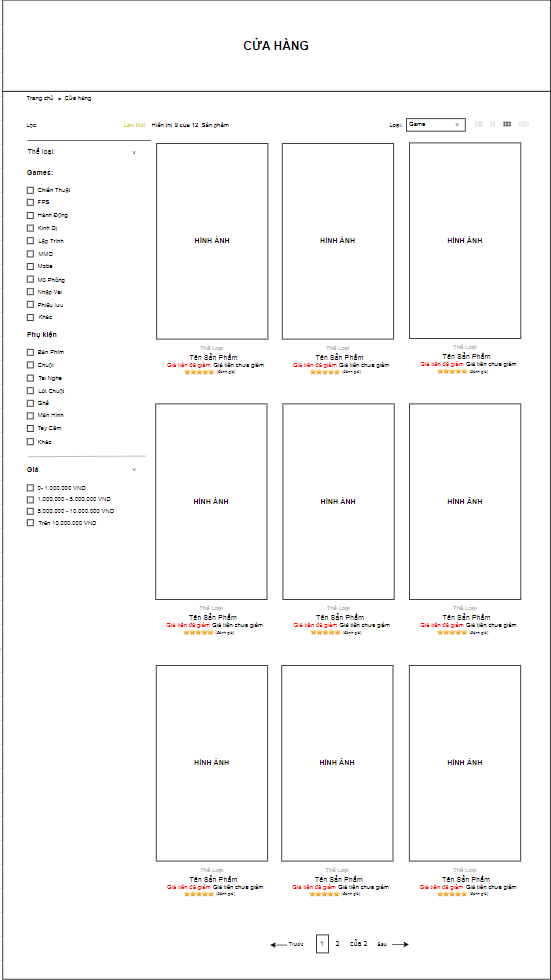 CỬA HÀNG
Trang chủ » Cửa hàng
Lọc: Làm Mới Hiển thị 9 của 12 Sản phẩm Loại: Game v
Thể loại: v
Games:
Chiến Thuật
FPS
Hành Động
Kinh Dị
Lập Trình
MMO
Moba
Mô Phỏng
Nhập Vai
Phiêu lưu
Khác
Phụ kiện
Bàn Phím
Chuột
Tai Nghe
Lót Chuột
Ghế
Màn Hình
Tay Cầm
Khác
Giá v
0- 1.000.000 VND
1.000.000 - 5.000.000 VND
5.000.000 - 10.000.000 VND
Trên 10.000.000 VND
HÌNH ẢNH HÌNH ẢNH HÌNH ẢNH
Thể Loại Thể Loại Thể Loại
Tên Sản Phẩm Tên Sản Phẩm Tên Sản Phẩm
Giá tiền đã giảm Giá tiền chưa giảm Giá tiền đã giảm Giá tiền chưa giảm Giá tiền đã giảm Giá tiền chưa giảm
(đánh giá) (đánh giá) (đánh giá)
HÌNH ẢNH HÌNH ẢNH HÌNH ẢNH
Thể Loại Thể Loại Thể Loại
Tên Sản Phẩm Tên Sản Phẩm Tên Sản Phẩm
Giá tiền đã giảm Giá tiền chưa giảm Giá tiền đã giảm Giá tiền chưa giảm Giá tiền đã giảm Giá tiền chưa giảm
(đánh giá) (đánh giá) (đánh giá)
HÌNH ẢNH HÌNH ẢNH HÌNH ẢNH
Thể Loại Thể Loại Thể Loại
Tên Sản Phẩm Tên Sản Phẩm Tên Sản Phẩm
Giá tiền đã giảm Giá tiền chưa giảm Giá tiền đã giảm Giá tiền chưa giảm Giá tiền đã giảm Giá tiền chưa giảm
(đánh giá) (đánh giá) (đánh giá)
Trước 1 2 CỦA 2 Sau